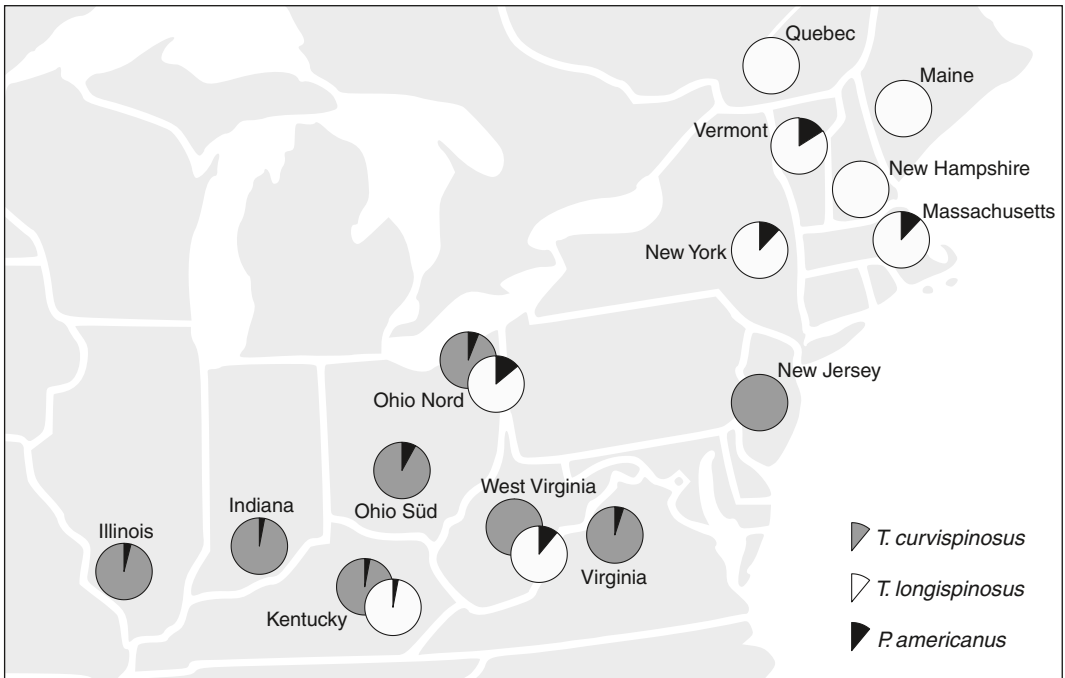 Quebec
Maine
Vermont
New Hampshire
Massachusetts
New York
New Jersey
Ohio Nord
Ohio Süd
West Virginia
Indiana
Illinois
Virginia
Kentucky
T. curvispinosus
T. longispinosus
P. americanus